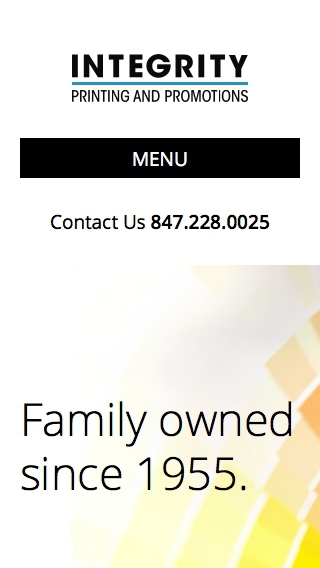 INTEGRITY
PRINTING AND PROMOTIONS
MENU
Contact Us 847.228.0025
Family owned
since 1955.